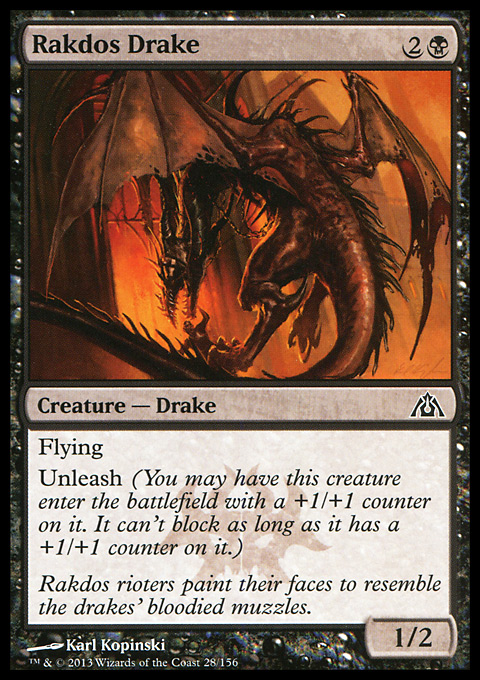 Rakdos Drake 2
Creature — Drake
Flying
Unleash (You may have this creature
enter the battlefield with a +1/+1 counter
on it. It can't block as long as it has a
+1/+1 counter on it.)
Rakdos rioters paint their faces to resemble
the drakes' bloodied muzzles.
Karl Kopinski
1/2
™ & © 2013 Wizards of the Coast 28/156